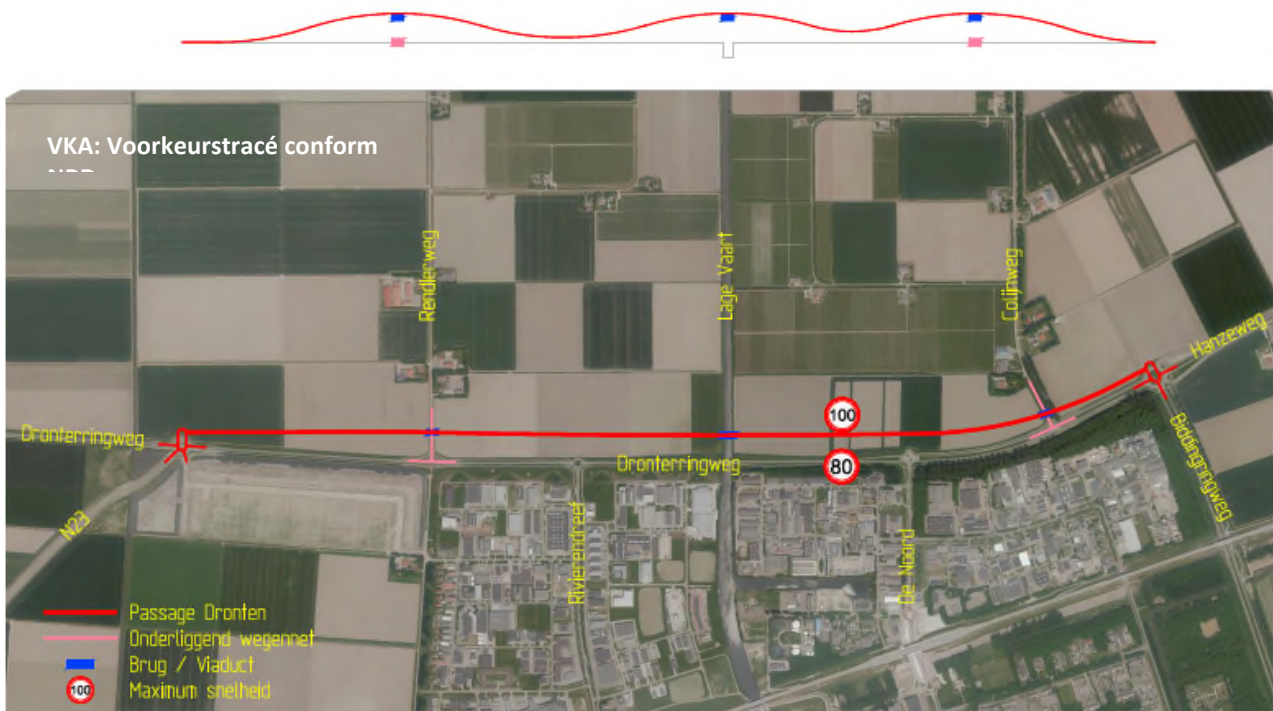 VKA: Voorkeurstracé conform
Rendierweg
Lage Vaart
Colijnweg
Hanzeweg
Dronterringweg
100
Dronterringweg
80
Biddingringweg
N23
Rivierendreef
De Noord
Passage Dronten
Onderliggend wegennet
Brug / Viaduct
100 Maximum snelheid